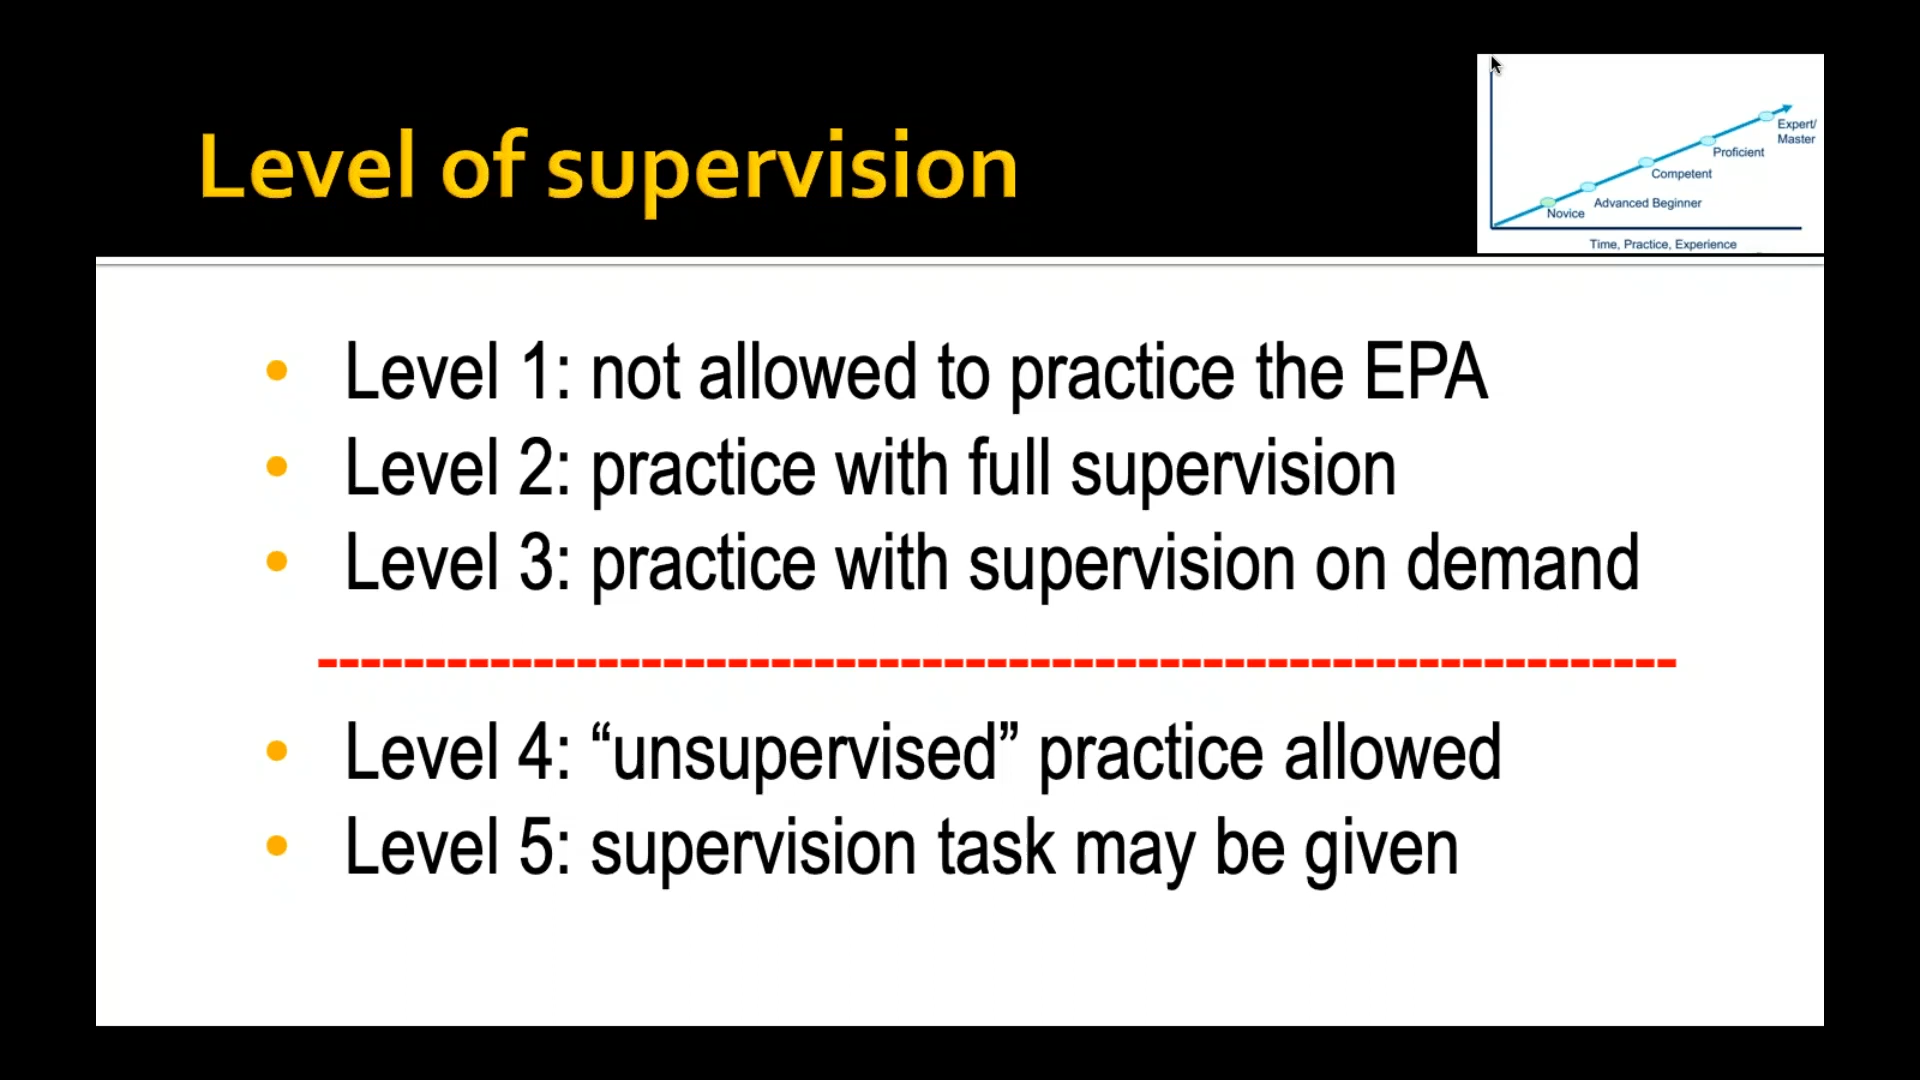 Level of supervision
Expert/
Master
Proficient
Competent
Advanced Beginner
Novice
Time, Practice, Experience
• Level 1: not allowed to practice the EPA
• Level 2: practice with full supervision
• Level 3: practice with supervision on demand
---------------------------------------------------------------
• Level 4: “unsupervised” practice allowed
• Level 5: supervision task may be given